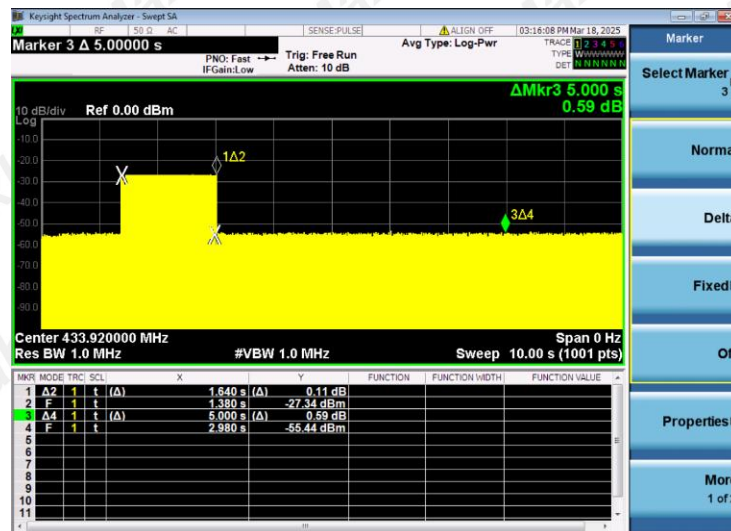 Keysight Spectrum Analyzer - Swept SA
RF 50 Ω AC SENSE:PULSE ALIGN OFF 03:16:08 PM Mar 18, 2025
Marker 3 Δ 5.00000 s
PNO: Fast
IFGain:Low
Trig: Free Run
Atten: 10 dB
Avg Type: Log-Pwr
TRACE 1 2 3 4 5 6
TYPE WWWWWW
DET N N N N N N
ΔMkr3 5.000 s
0.59 dB
10 dB/div Ref 0.00 dBm
Log
-10.0
-20.0
-30.0
-40.0
-50.0
-60.0
-70.0
-80.0
-90.0
1Δ2
X
X
3Δ4
Center 433.920000 MHz Span 0 Hz
Res BW 1.0 MHz #VBW 1.0 MHz Sweep 10.00 s (1001 pts)
MKR MODE TRC SCL X Y FUNCTION FUNCTION WIDTH FUNCTION VALUE
1 Δ2 1 t (Δ) 1.640 s (Δ) 0.11 dB
2 F 1 t 1.380 s -27.34 dBm
3 Δ4 1 t (Δ) 5.000 s (Δ) 0.59 dB
4 F 1 t 2.980 s -55.44 dBm
5
6
7
8
9
10
11
Marker
Select Marker
3
Norma
Delt
Fixed
Of
Properties
More
1 of